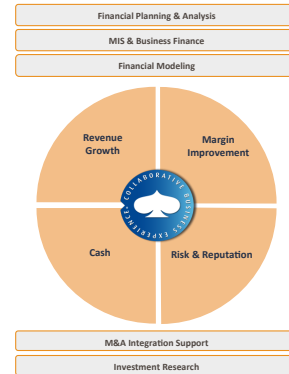 Financial Planning & Analysis
MIS & Business Finance
Financial Modeling
Revenue
Growth
Margin
Improvement
COLLABORATIVE BUSINESS EXPERIENCE
Cash
Risk & Reputation
M&A Integration Support
Investment Research